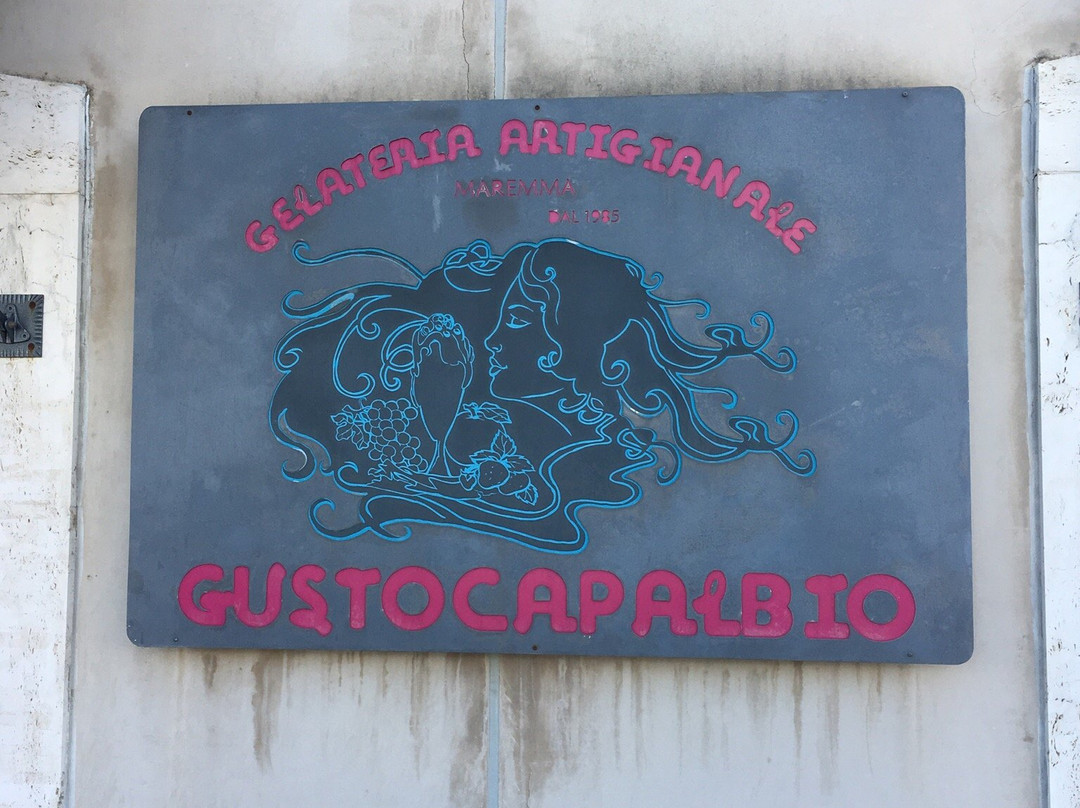 GELATERIA ARTIGIANALE
MAREMMA
DAL 1985
GUSTOCAPALBIO